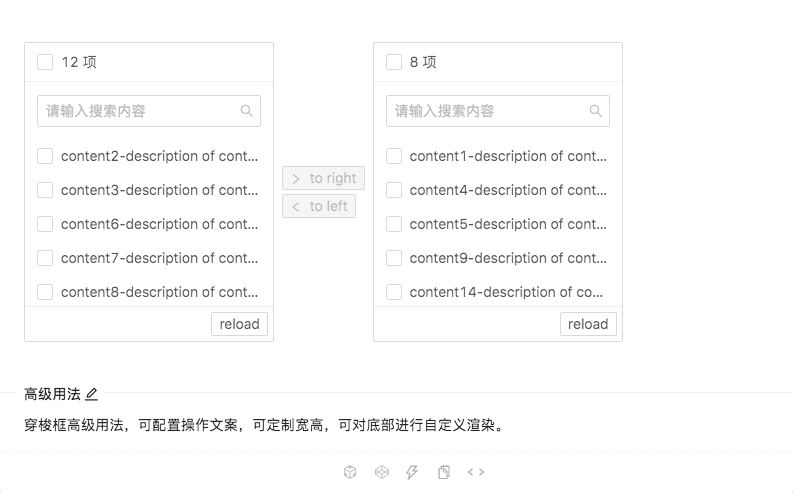 12 项
请输入搜索内容
content2-description of cont...
content3-description of cont...
content6-description of cont...
content7-description of cont...
content8-description of cont...
reload
> to right
< to left
8 项
请输入搜索内容
content1-description of cont...
content4-description of cont...
content5-description of cont...
content9-description of cont...
content14-description of co...
reload
高级用法
穿梭框高级用法，可配置操作文案，可定制宽高，可对底部进行自定义渲染。